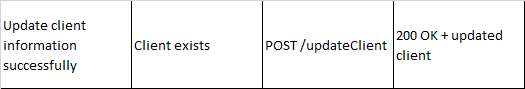 Update client
information
successfully
Client exists
POST /updateClient
200 OK + updated
client